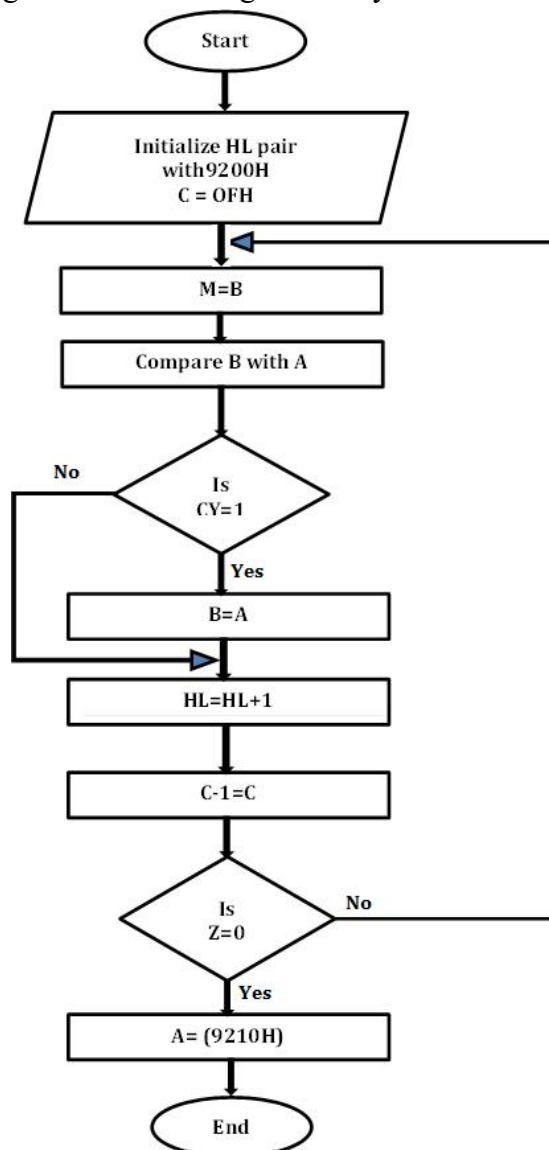 Start
Initialize HL pair
with9200H
C = OFH
M=B
Compare B with A
No
Is
CY=1
Yes
B=A
HL=HL+1
C-1=C
Is
Z=0
No
Yes
A= (9210H)
End